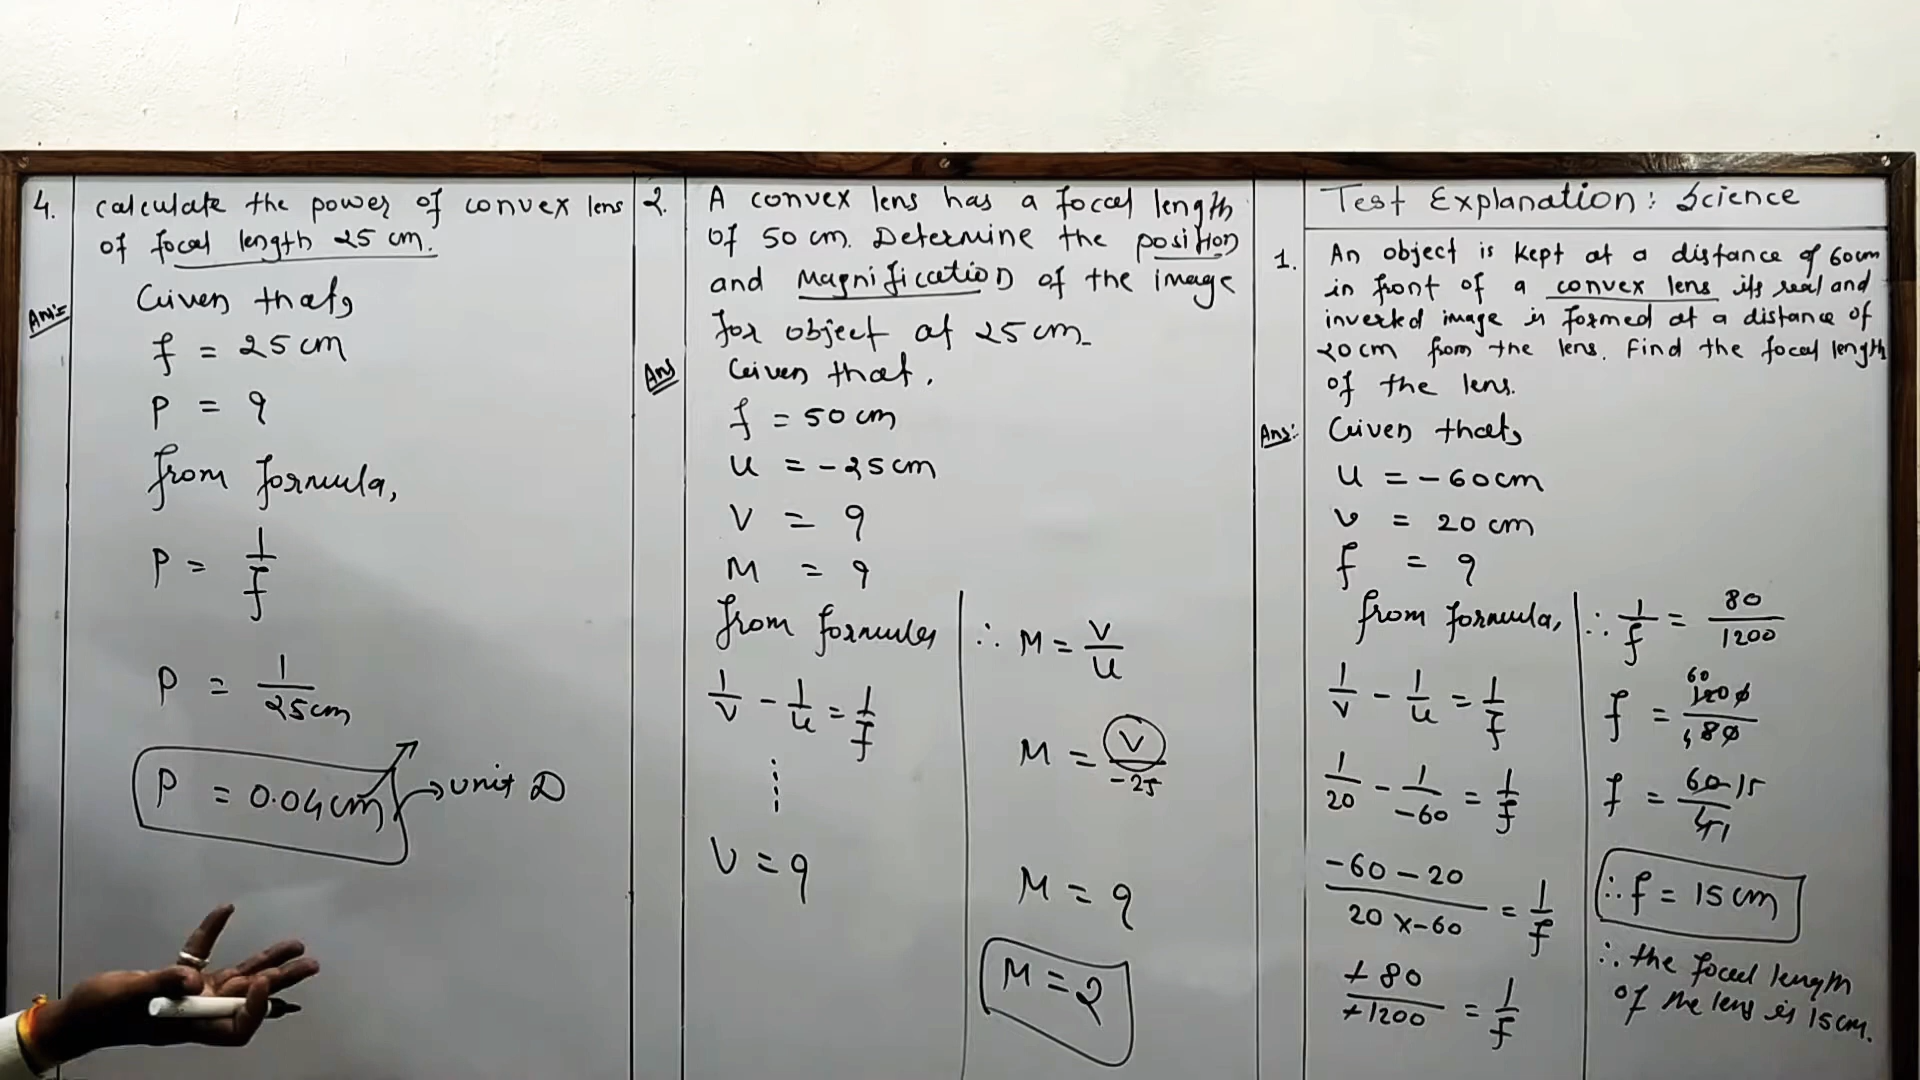 4.
calculate the power of convex lens
of focal length 25 cm.
Ans:-
Given that,
f = 25 cm
P = ?
from formula,
P = 1/f
P = 1/25cm
P = 0.04cm → unit D
2.
A convex lens has a focal length
of 50 cm. Determine the position
and magnification of the image
for object at 25 cm.
Ans
Given that,
f = 50 cm
u = -25 cm
V = ?
M = ?
from formules
1/v - 1/u = 1/f
V = ?
∴ M = V/u
M = V/-25
M = ?
M = 2
Test Explanation: Science
1.
An object is kept at a distance of 60cm
in front of a convex lens its real and
inverted image is formed at a distance of
20cm from the lens. Find the focal length
of the lens.
Ans:-
Given that,
u = -60cm
v = 20 cm
f = ?
from formula,
1/v - 1/u = 1/f
1/20 - 1/-60 = 1/f
-60-20/20x-60 = 1/f
+80/+1200 = 1/f
∴ 1/f = 80/1200
f = 1200/80
f = 60/4 15
∴ f = 15 cm
∴ the focal length
of the lens is 15cm.